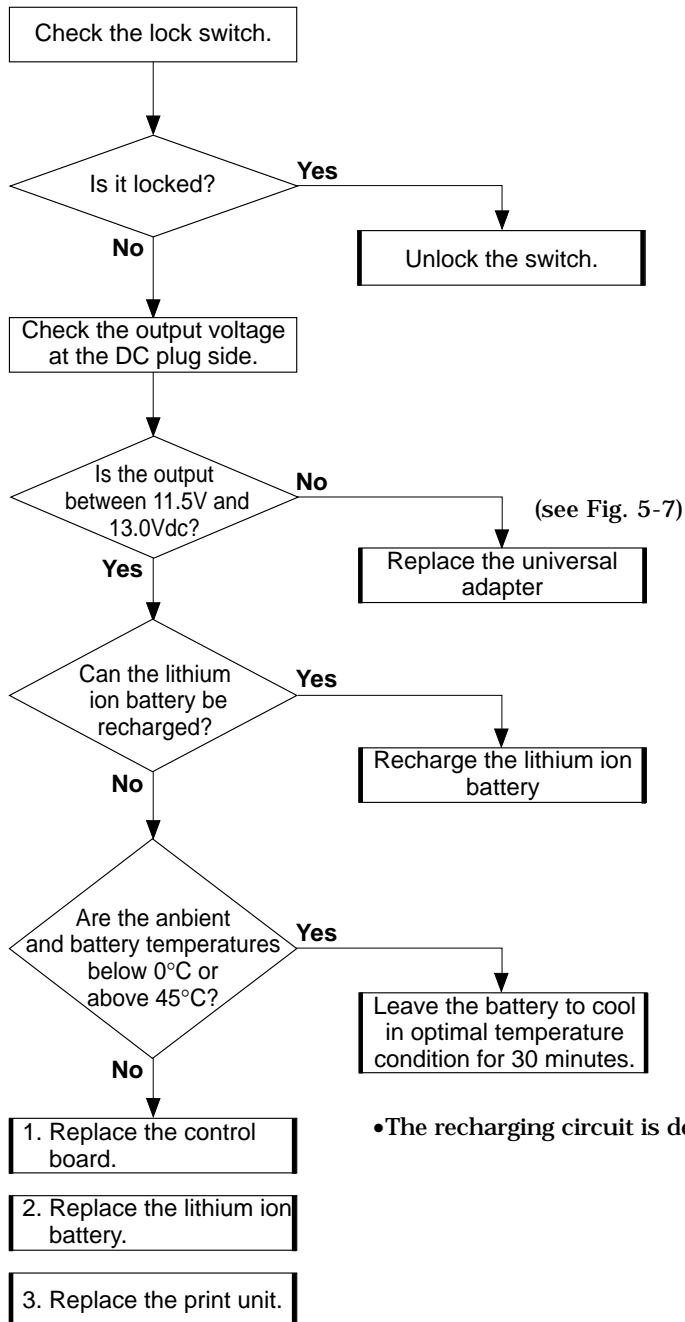 Check the lock switch.
Is it locked?
Yes
No
Unlock the switch.
Check the output voltage
at the DC plug side.
Is the output
between 11.5V and
13.0Vdc?
No
(see Fig. 5-7)
Yes
Replace the universal
adapter
Can the lithium
ion battery be
recharged?
Yes
No
Recharge the lithium ion
battery
Are the anbient
and battery temperatures
below 0°C or
above 45°C?
Yes
No
Leave the battery to cool
in optimal temperature
condition for 30 minutes.
1. Replace the control
board.
•The recharging circuit is
2. Replace the lithium ion
battery.
3. Replace the print unit.